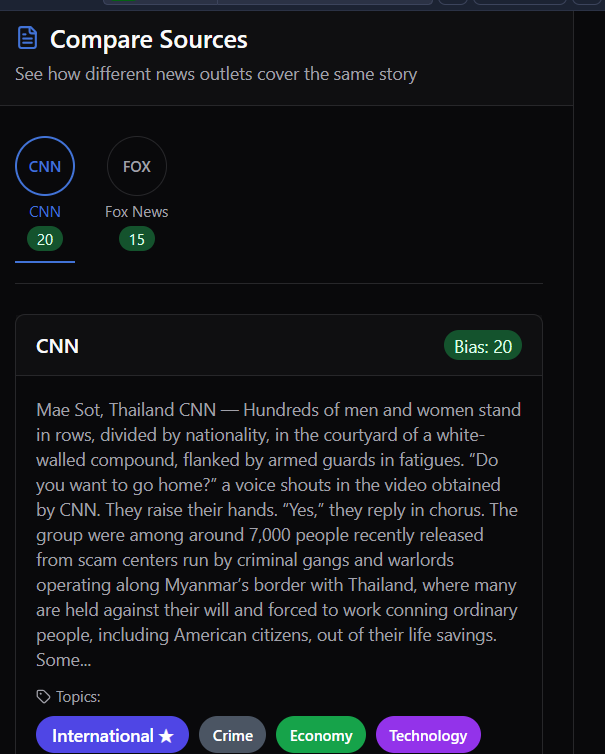 Compare Sources
See how different news outlets cover the same story
CNN
FOX
CNN
Fox News
20
15
CNN
Bias: 20
Mae Sot, Thailand CNN — Hundreds of men and women stand
in rows, divided by nationality, in the courtyard of a white-
walled compound, flanked by armed guards in fatigues. “Do
you want to go home?” a voice shouts in the video obtained
by CNN. They raise their hands. “Yes,” they reply in chorus. The
group were among around 7,000 people recently released
from scam centers run by criminal gangs and warlords
operating along Myanmar’s border with Thailand, where many
are held against their will and forced to work conning ordinary
people, including American citizens, out of their life savings.
Some...
Topics:
International ★
Crime
Economy
Technology